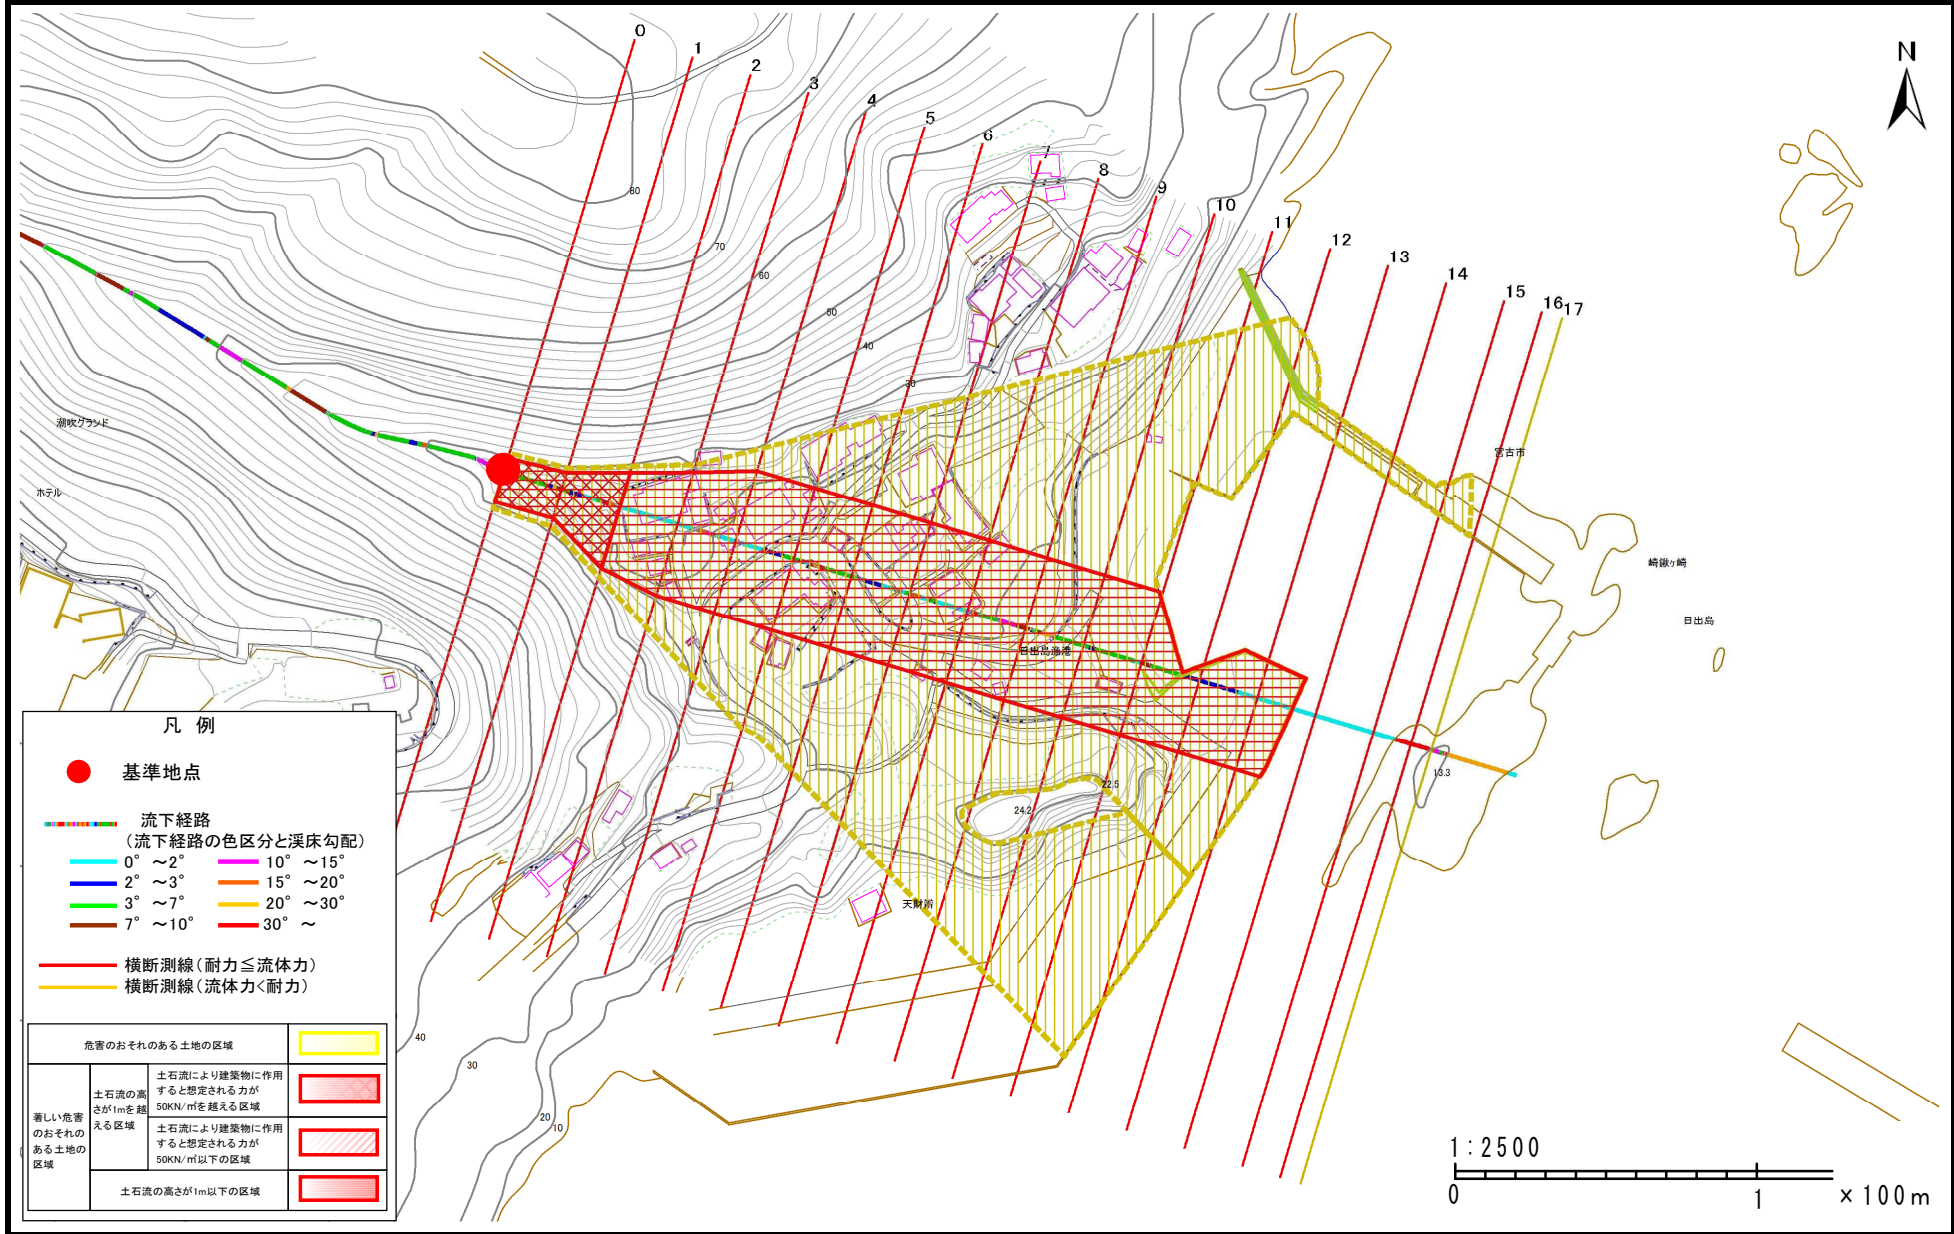 0
1
2
3
4
5
6
7
8
9
10
11
12
13
14
15
16
17
N
80
70
60
50
40
30
潮吹グランド
ホテル
宮古市
崎鍬ヶ崎
日出島
日出島漁港
13.3
22.5
24.2
40
30
20
10
凡 例
基準地点
流下経路
(流下経路の色区分と渓床勾配)
0° ～2° 10° ～15°
2° ～3° 15° ～20°
3° ～7° 20° ～30°
7° ～10° 30° ～
横断測線(耐力≦流体力)
横断測線(流体力<耐力)
危害のおそれのある土地の区域
著しい危害
のおそれの
ある土地の
区域
土石流の高
さが1mを越
える区域
土石流により建築物に作用
すると想定される力が
50KN/㎡を越える区域
土石流により建築物に作用
すると想定される力が
50KN/㎡以下の区域
土石流の高さが1m以下の区域
1:2500
0 1 ×100m